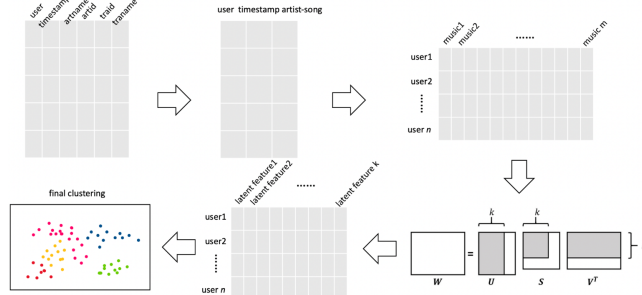 user
timestamp
artname
artid
traid
traname
user timestamp artist-song
music1
music2
......
music m
user1
user2
......
user n
latent feature1
latent feature2
......
latent feature k
user1
user2
......
user n
k
k
W = U S V^T
final clustering